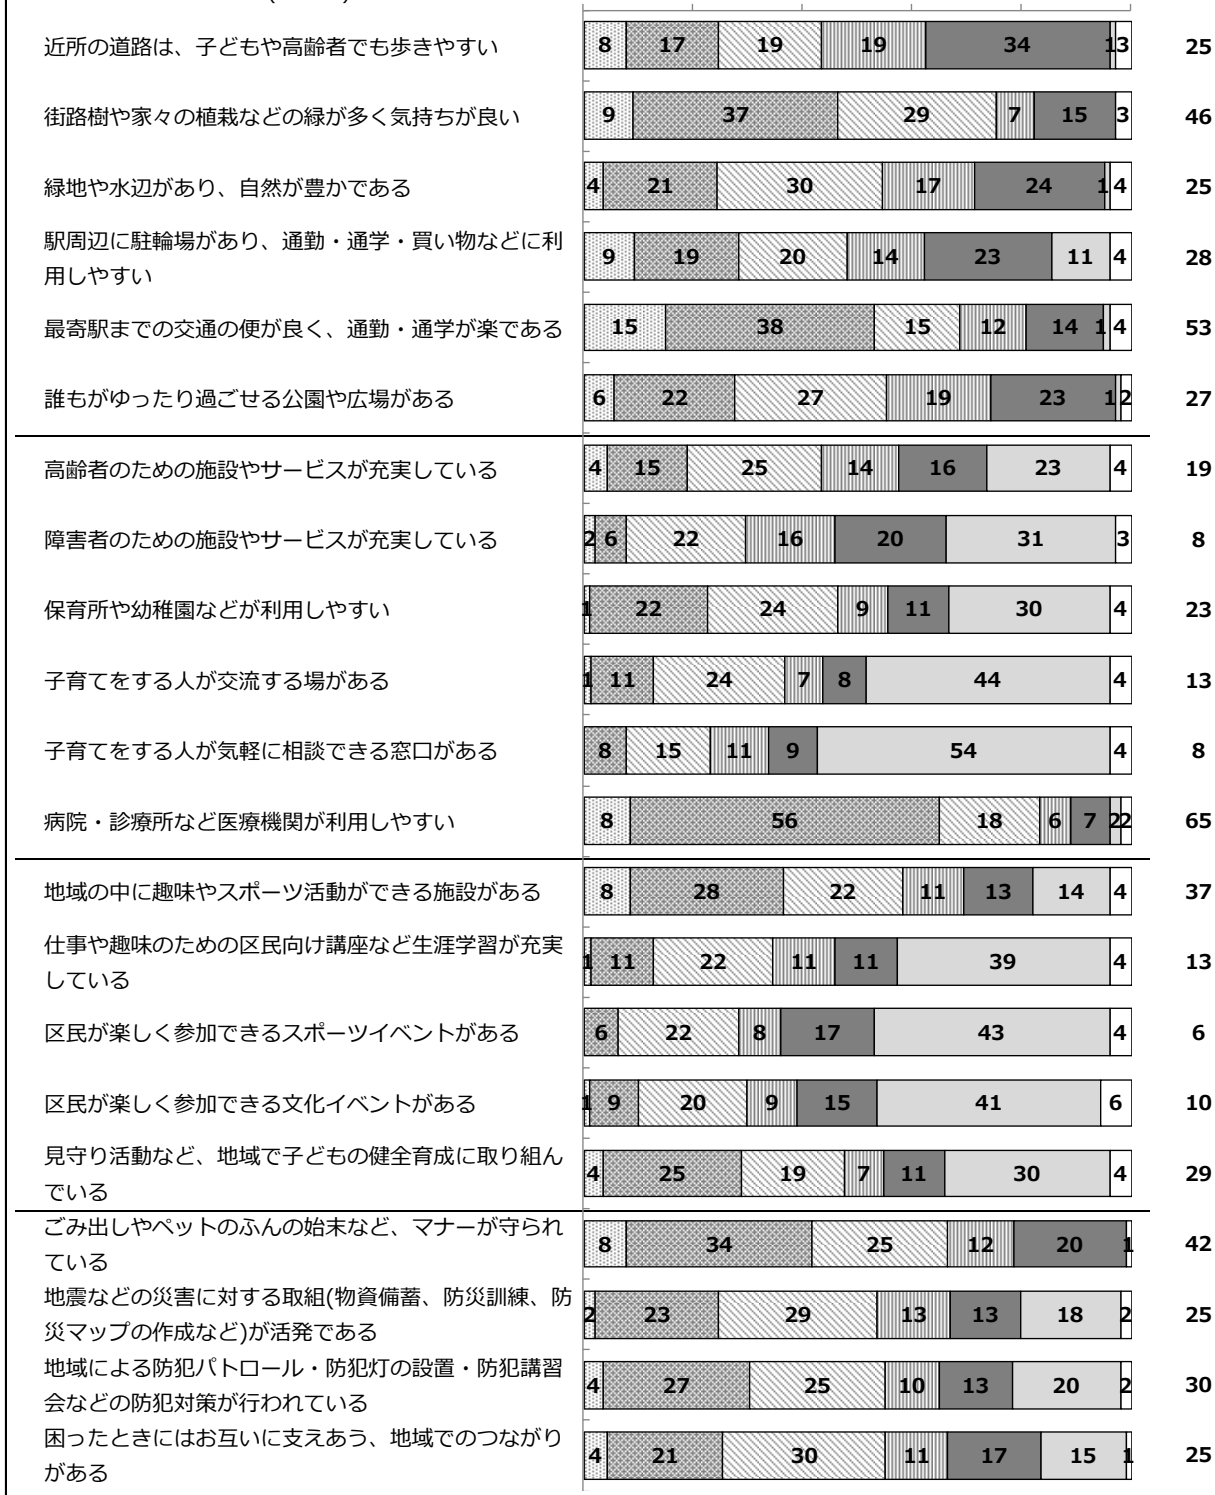 近所の道路は、子どもや高齢者でも歩きやすい 8 17 19 19 34 1 3 25
街路樹や家々の植栽などの緑が多く気持ちが良い 9 37 29 7 15 3 46
緑地や水辺があり、自然が豊かである 4 21 30 17 24 1 4 25
駅周辺に駐輪場があり、通勤・通学・買い物などに利
用しやすい 9 19 20 14 23 11 4 28
最寄駅までの交通の便が良く、通勤・通学が楽である 15 38 15 12 14 1 4 53
誰もがゆったり過ごせる公園や広場がある 6 22 27 19 23 1 2 27
高齢者のための施設やサービスが充実している 4 15 25 14 16 23 4 19
障害者のための施設やサービスが充実している 2 6 22 16 20 31 3 8
保育所や幼稚園などが利用しやすい 1 22 24 9 11 30 4 23
子育てをする人が交流する場がある 1 11 24 7 8 44 4 13
子育てをする人が気軽に相談できる窓口がある 8 15 11 9 54 4 8
病院・診療所など医療機関が利用しやすい 8 56 18 6 7 2 2 65
地域の中に趣味やスポーツ活動ができる施設がある 8 28 22 11 13 14 4 37
仕事や趣味のための区民向け講座など生涯学習が充実
している 1 11 22 11 11 39 4 13
区民が楽しく参加できるスポーツイベントがある 6 22 8 17 43 4 6
区民が楽しく参加できる文化イベントがある 1 9 20 9 15 41 6 10
見守り活動など、地域で子どもの健全育成に取り組ん
でいる 4 25 19 7 11 30 4 29
ごみ出しやペットのふんの始末など、マナーが守られ
ている 8 34 25 12 20 1 42
地震などの災害に対する取組(物資備蓄、防災訓練、防
災マップの作成など)が活発である 2 23 29 13 13 18 2 25
地域による防犯パトロール・防犯灯の設置・防犯講習
会などの防犯対策が行われている 4 27 25 10 13 20 2 30
困ったときにはお互いに支えあう、地域でのつながり
がある 4 21 30 11 17 15 1 25